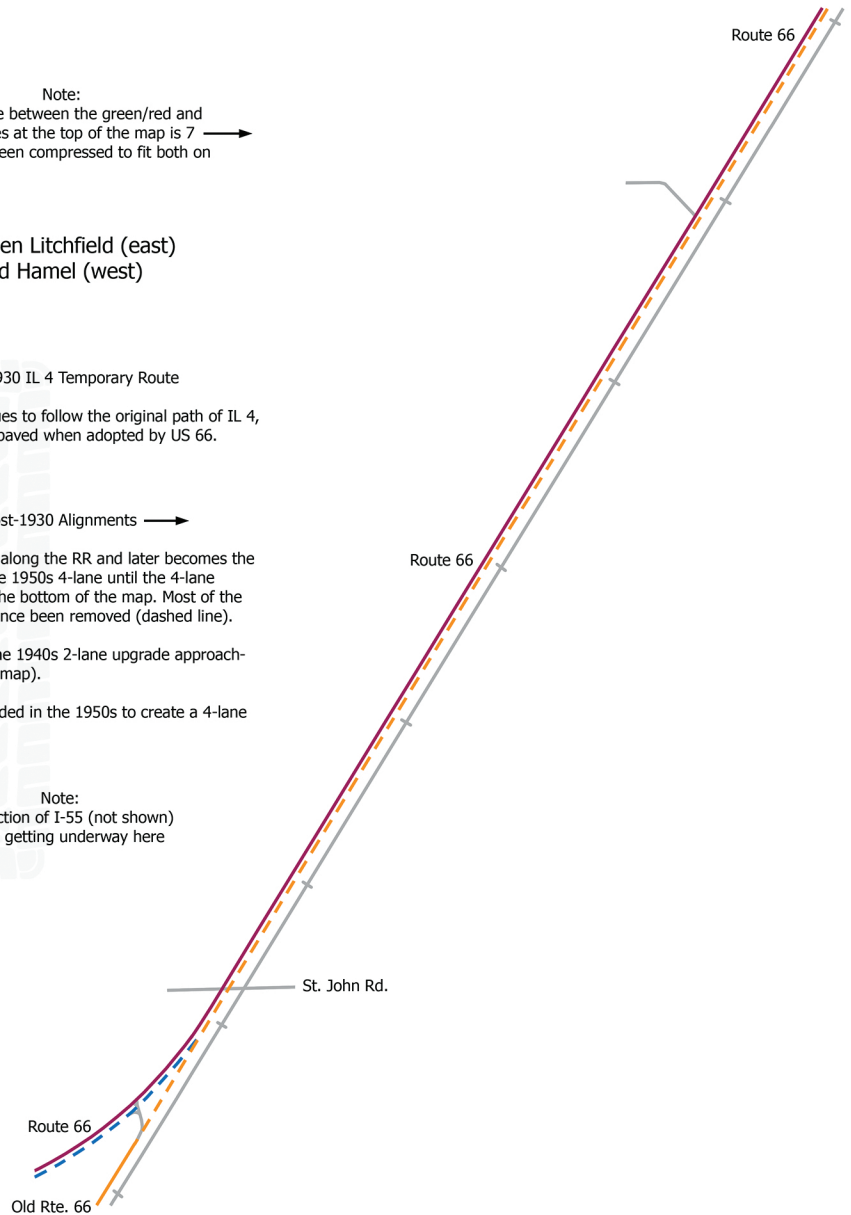 Route 66
Note:
e between the green/red and
es at the top of the map is 7
een compressed to fit both on
en Litchfield (east)
d Hamel (west)
930 IL 4 Temporary Route
ues to follow the original path of IL 4,
paved when adopted by US 66.
ost-1930 Alignments
along the RR and later becomes the
e 1950s 4-lane until the 4-lane
he bottom of the map. Most of the
nce been removed (dashed line).
Route 66
he 1940s 2-lane upgrade approach-
map).
ded in the 1950s to create a 4-lane
Note:
ction of I-55 (not shown)
getting underway here
St. John Rd.
Route 66
Old Rte. 66